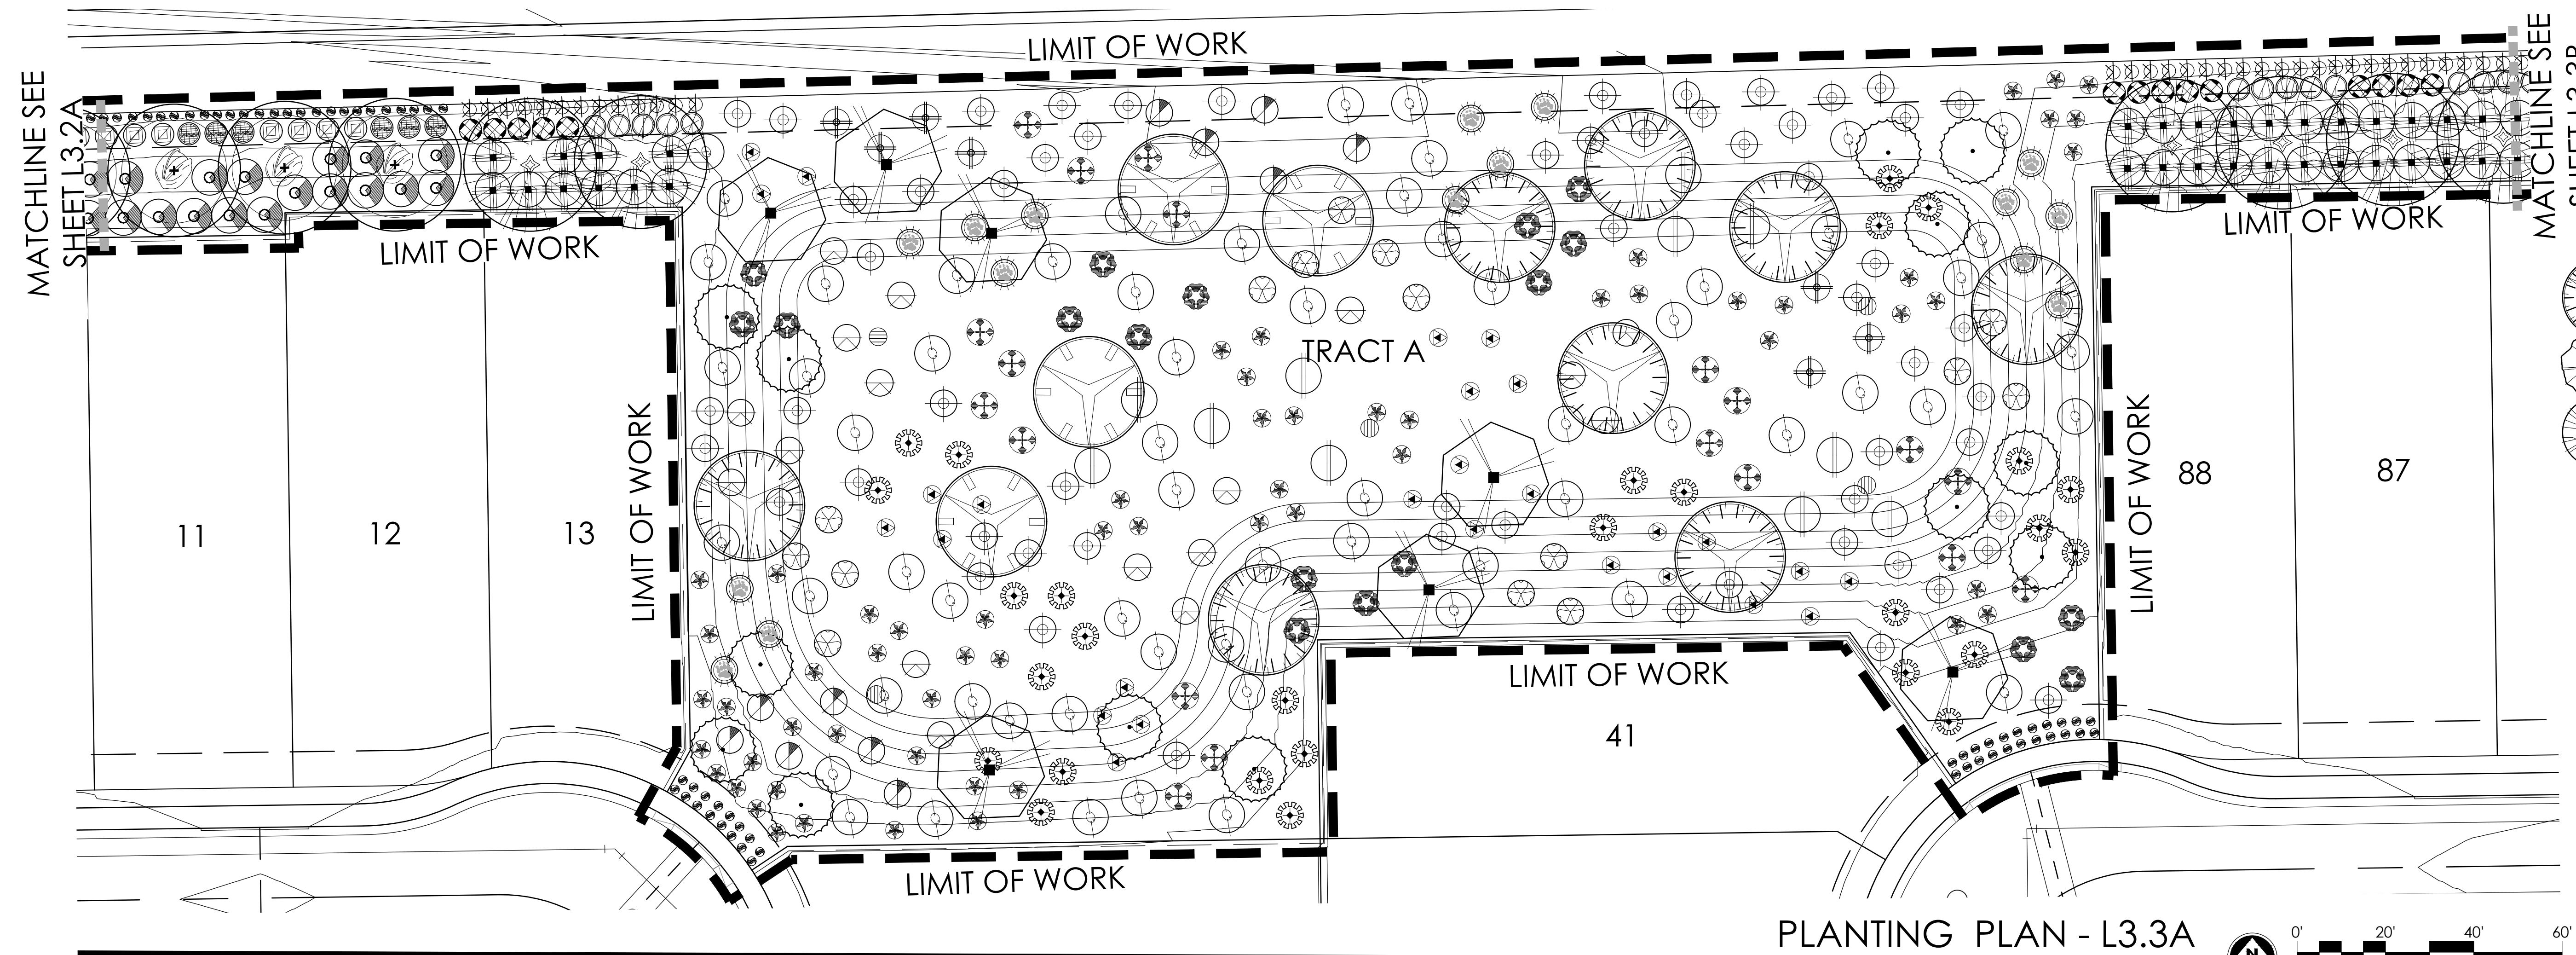 LIMIT OF WORK
MATCHLINE SEE
SHEET L3.2A
MATCHLINE SEE
LIMIT OF WORK
LIMIT OF WORK
TRACT A
LIMIT OF WORK
LIMIT OF WORK
11
12
13
88
87
LIMIT OF WORK
41
LIMIT OF WORK
PLANTING PLAN - L3.3A
N
0'
20'
40'
60'